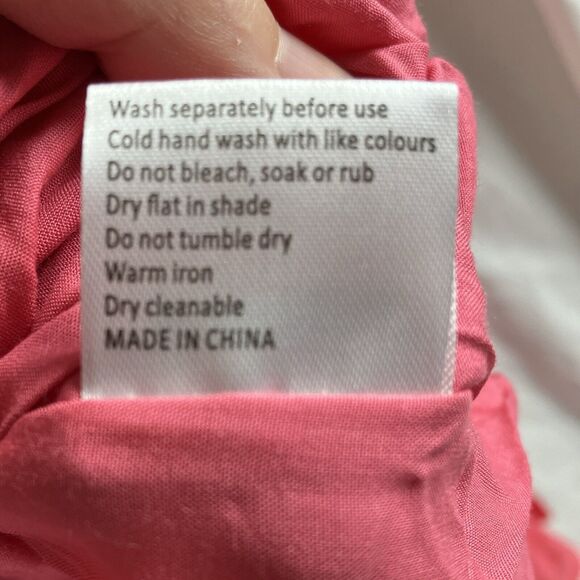 Wash separately before use
Cold hand wash with like colours
Do not bleach, soak or rub
Dry flat in shade
Do not tumble dry
Warm iron
Dry cleanable
MADE IN CHINA